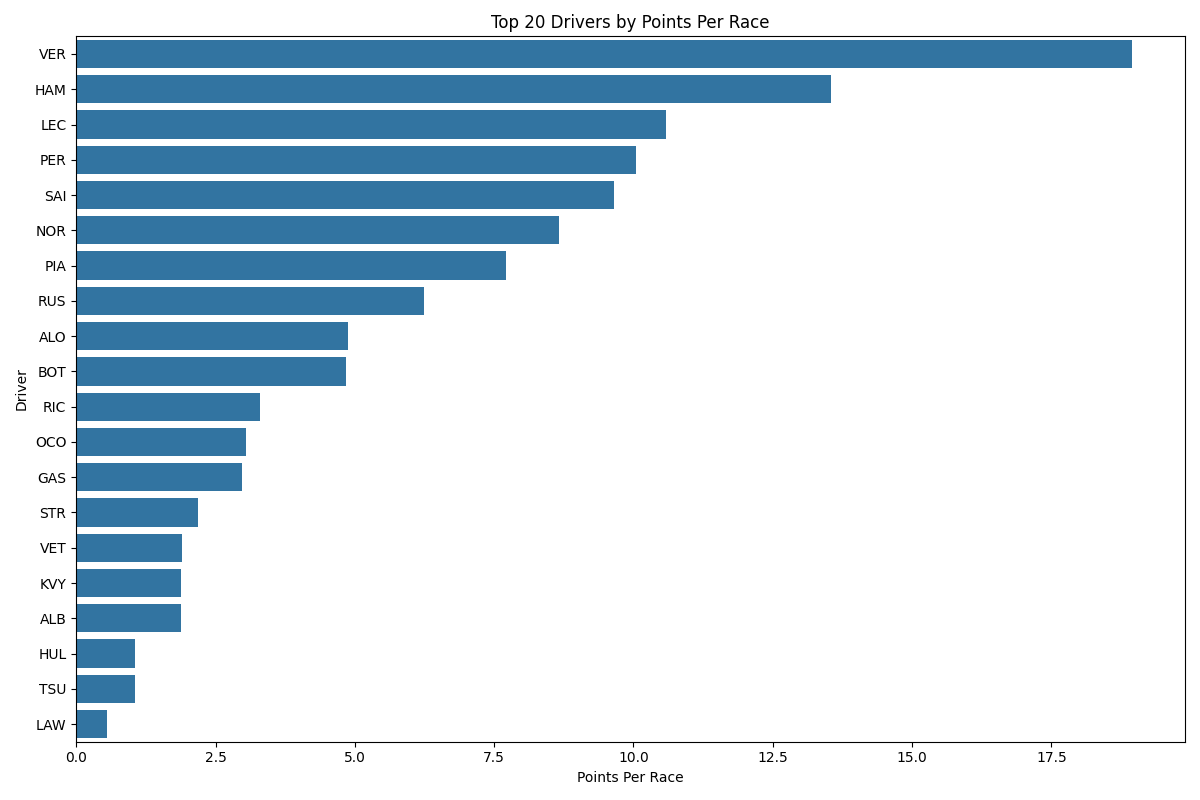 Top 20 Drivers by Points Per Race
Driver
VER
HAM
LEC
PER
SAI
NOR
PIA
RUS
ALO
BOT
RIC
OCO
GAS
STR
VET
KVY
ALB
HUL
TSU
LAW
0.0 2.5 5.0 7.5 10.0 12.5 15.0 17.5
Points Per Race